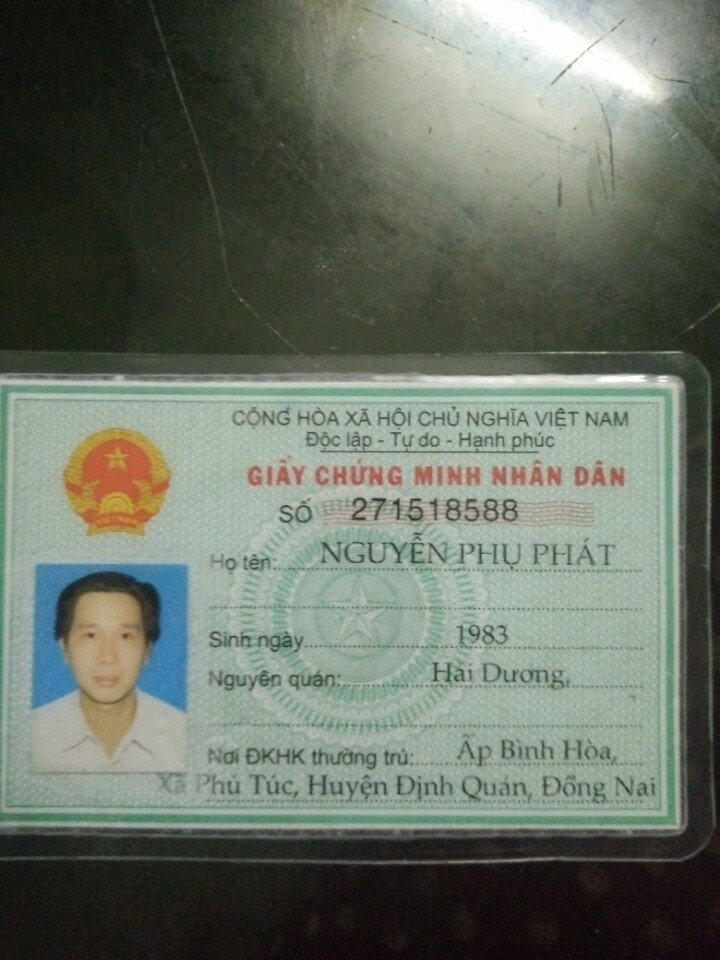 CỘNG HÒA XÃ HỘI CHỦ NGHĨA VIỆT NAM
Độc lập - Tự do - Hạnh phúc
GIẤY CHỨNG MINH NHÂN DÂN
SỐ 271518588
Họ tên: NGUYỄN PHỤ PHÁT
Sinh ngày 1983
Nguyên quán: Hải Dương,
Nơi ĐKHK thường trú: Ấp Bình Hòa,
Xã Phú Túc, Huyện Định Quán, Đồng Nai